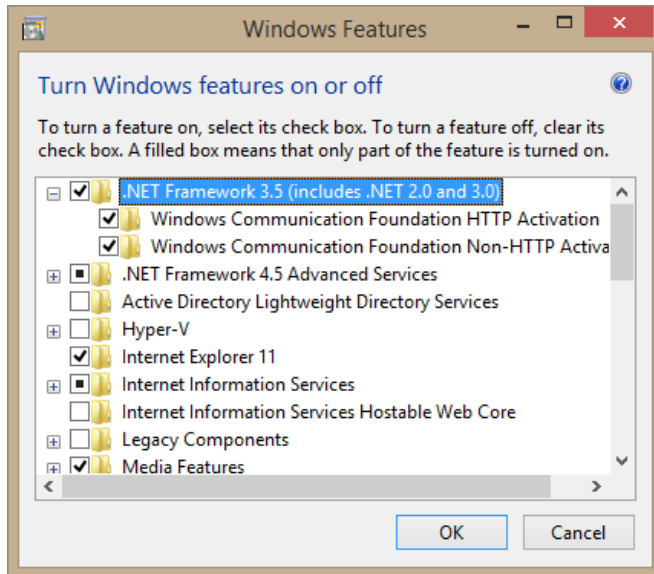 Windows Features
Turn Windows features on or off
To turn a feature on, select its check box. To turn a feature off, clear its
check box. A filled box means that only part of the feature is turned on.
.NET Framework 3.5 (includes .NET 2.0 and 3.0)
Windows Communication Foundation HTTP Activation
Windows Communication Foundation Non-HTTP Activa
.NET Framework 4.5 Advanced Services
Active Directory Lightweight Directory Services
Hyper-V
Internet Explorer 11
Internet Information Services
Internet Information Services Hostable Web Core
Legacy Components
Media Features
OK Cancel